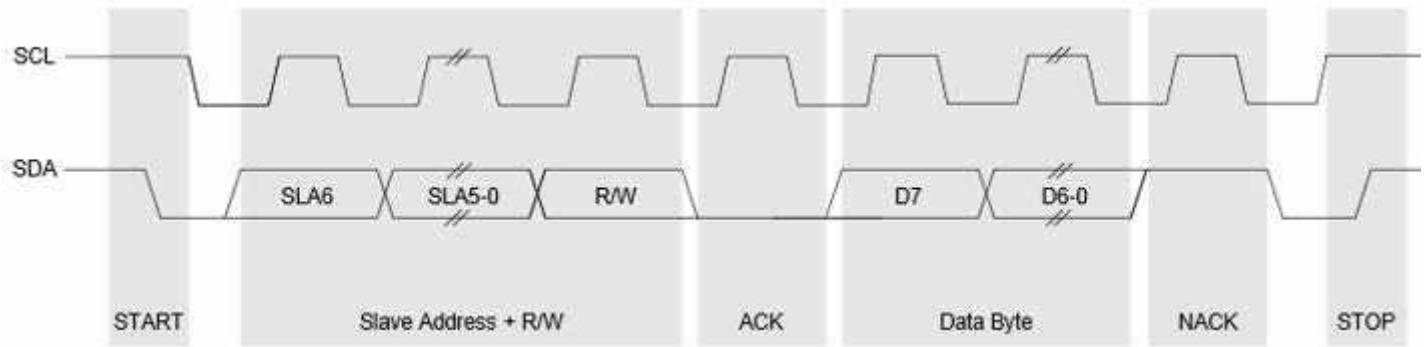 SCL
SDA
SLA6 SLA5-0 R/W D7 D6-0
START Slave Address + R/W ACK Data Byte NACK STOP